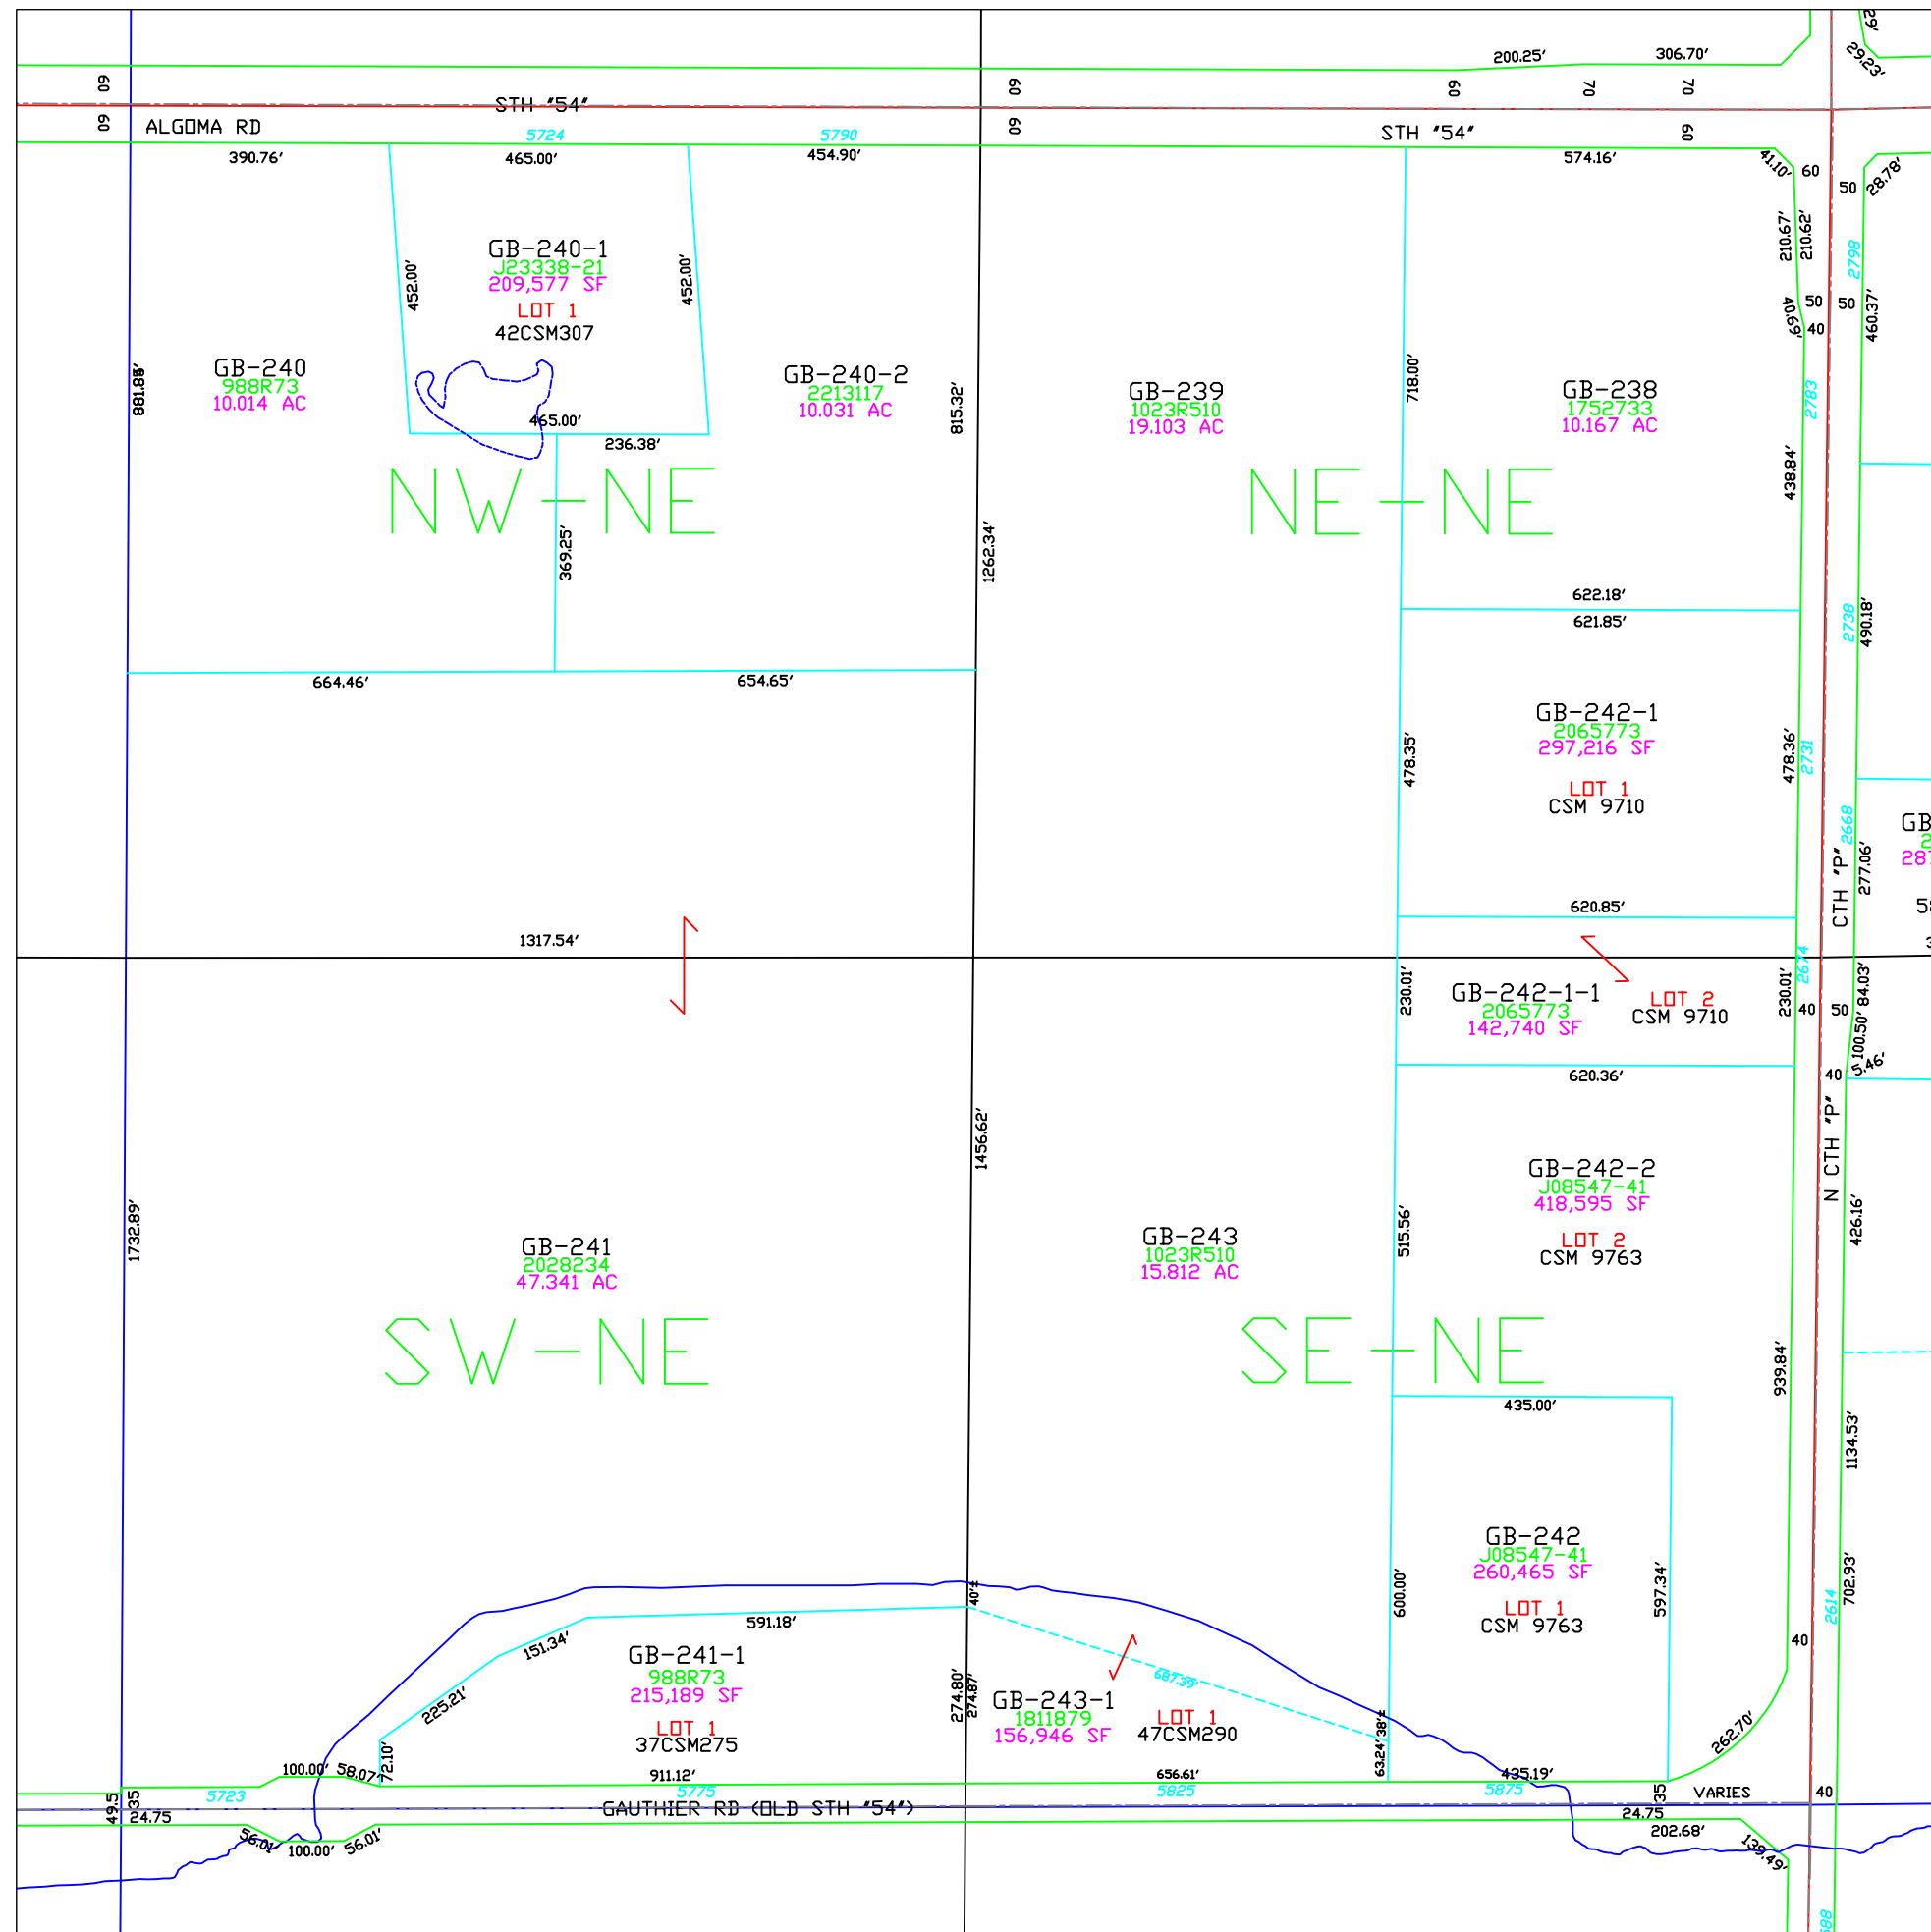 200.25'
306.70'
29'
29.23'
60
60
60
70
70
STH "54"
60
ALGOMA RD
5724
5790
60
STH "54"
60
390.76'
465.00'
454.90'
574.16'
41.10'
60
50
28.78'
210.67'
210.62'
2798
GB-240-1
J23338-21
209,577 SF
LOT 1
42CSM307
452.00'
452.00'
50
50
40.69'
40
460.37'
GB-240
988R73
10.014 AC
GB-240-2
2213117
10.031 AC
815.32'
GB-239
1023R510
19.103 AC
718.00'
GB-238
1752733
10.167 AC
2783
465.00'
236.38'
438.84'
NW-NE
NE-NE
369.25'
1262.34'
622.18'
621.85'
2738
490.18'
664.46'
654.65'
GB-242-1
2065773
297,216 SF
LOT 1
CSM 9710
478.35'
478.36'
2731
2668
277.06'
CTH "P"
GB
287
620.85'
1317.54'
2674
230.01'
GB-242-1-1
2065773
142,740 SF
LOT 2
CSM 9710
230.01'
40
50
84.03'
100.50'
5.46'
40
620.36'
1456.62'
N CTH "P"
1732.89'
GB-242-2
J08547-41
418,595 SF
LOT 2
CSM 9763
515.56'
426.16'
GB-241
2028234
47.341 AC
GB-243
1023R510
15.812 AC
SW-NE
SE-NE
939.84'
435.00'
1134.53'
GB-242
J08547-41
260,465 SF
LOT 1
CSM 9763
600.00'
597.34'
702.93'
2614
40
40'±
591.18'
151.34'
225.21'
GB-241-1
988R73
215,189 SF
LOT 1
37CSM275
274.80'
274.87'
687.39'
GB-243-1
1811879
156,946 SF
LOT 1
47CSM290
38'±
63.24'
262.70'
72.10'
100.00'
58.07'
911.12'
656.61'
435.19'
5723
5775
5825
5875
35
VARIES
40
49.5
35
24.75
GAUTHIER RD (OLD STH "54")
24.75
56.01'
100.00'
56.01'
202.68'
139.49'